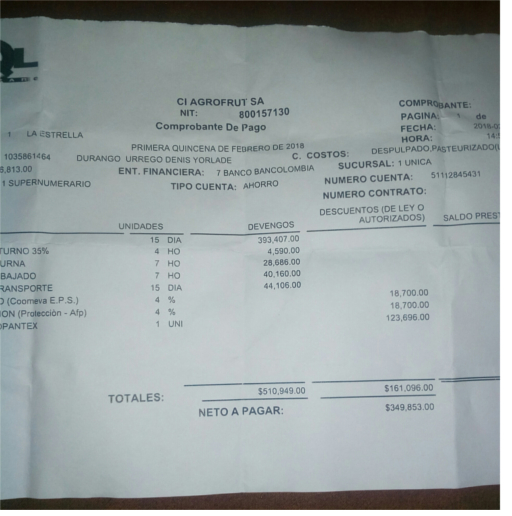 CI AGROFRUT SA
NIT: 800157130
Comprobante De Pago
COMPROBANTE:
PAGINA: 1 de
FECHA: 2018-0
HORA: 14:5
1 LA ESTRELLA
PRIMERA QUINCENA DE FEBRERO DE 2018
C. COSTOS: DESPULPADO,PASTEURIZADO(
1035861464 DURANGO URREGO DENIS YORLADE
ENT. FINANCIERA: 7 BANCO BANCOLOMBIA SUCURSAL: 1 UNICA
5,813.00
1 SUPERNUMERARIO TIPO CUENTA: AHORRO NUMERO CUENTA: 51112845431
NUMERO CONTRATO:
UNIDADES DEVENGOS DESCUENTOS (DE LEY O AUTORIZADOS) SALDO PREST
15 DIA 393,407.00
TURNO 35% 4 HO 4,590.00
URNA 7 HO 28,686.00
BAJADO 7 HO 40,160.00
RANSPORTE 15 DIA 44,106.00
D (Coomeva E.P.S.) 4 % 18,700.00
ION (Protección - Afp) 4 % 18,700.00
OPANTEX 1 UNI 123,696.00
TOTALES: $510,949.00 $161,096.00
NETO A PAGAR: $349,853.00